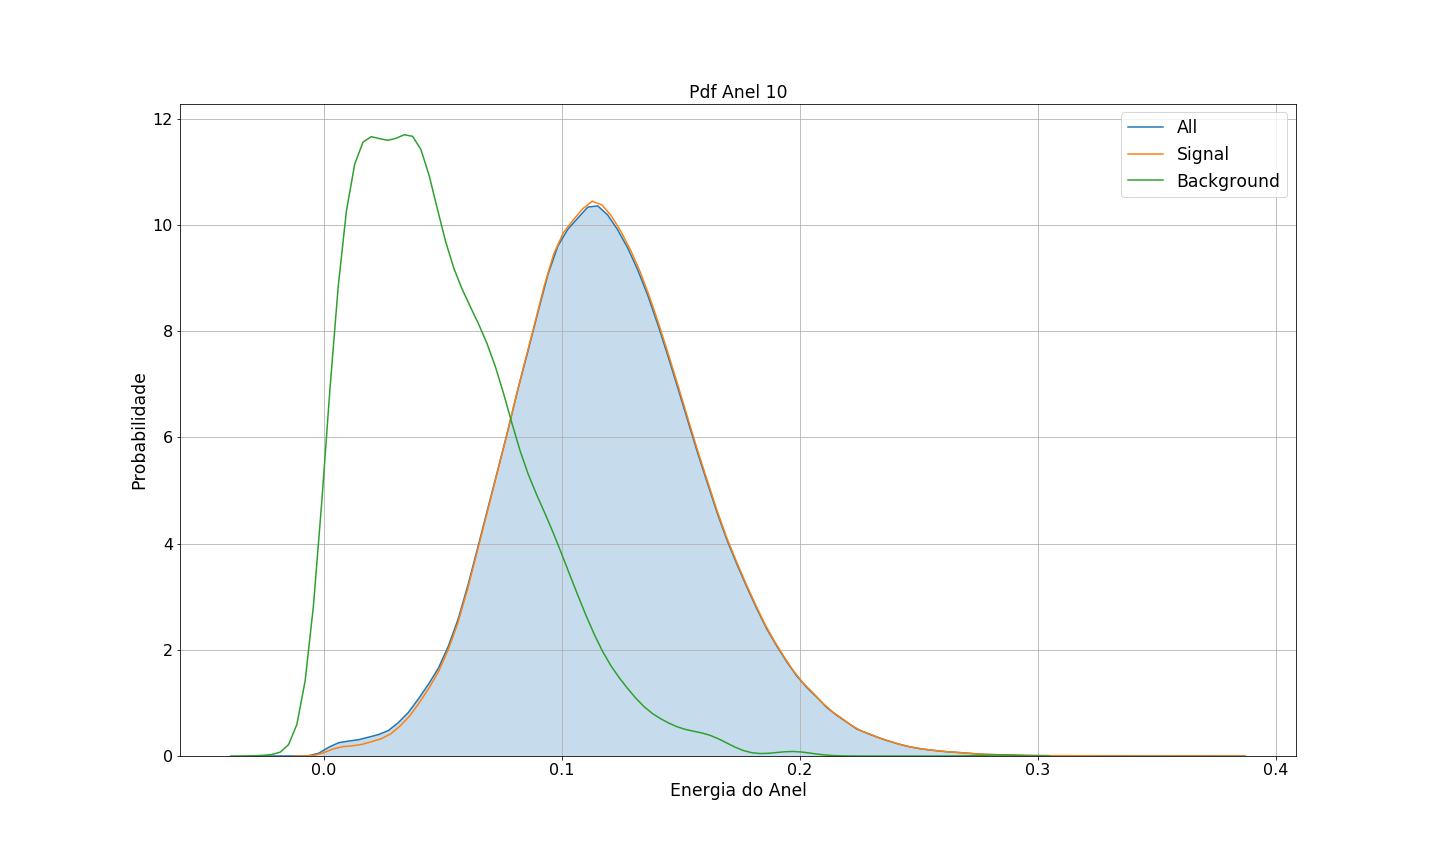 Pdf Anel 10
All
Signal
Background
Probabilidade
12
10
8
6
4
2
0
0.0 0.1 0.2 0.3 0.4
Energia do Anel